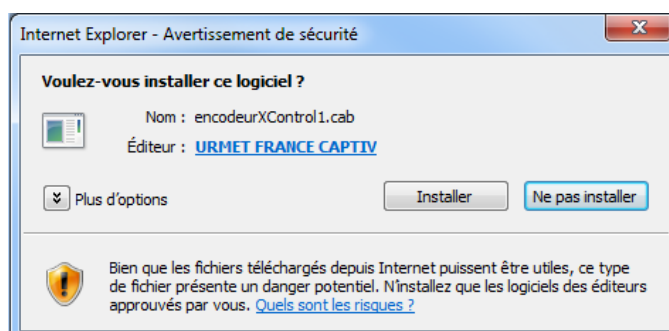 Internet Explorer - Avertissement de sécurité
Voulez-vous installer ce logiciel ?
Nom : encodeurXControl1.cab
Éditeur : URMET FRANCE CAPTIV
Plus d'options
Installer
Ne pas installer
Bien que les fichiers téléchargés depuis Internet puissent être utiles, ce type
de fichier présente un danger potentiel. N'installez que les logiciels des éditeurs
approuvés par vous. Quels sont les risques ?